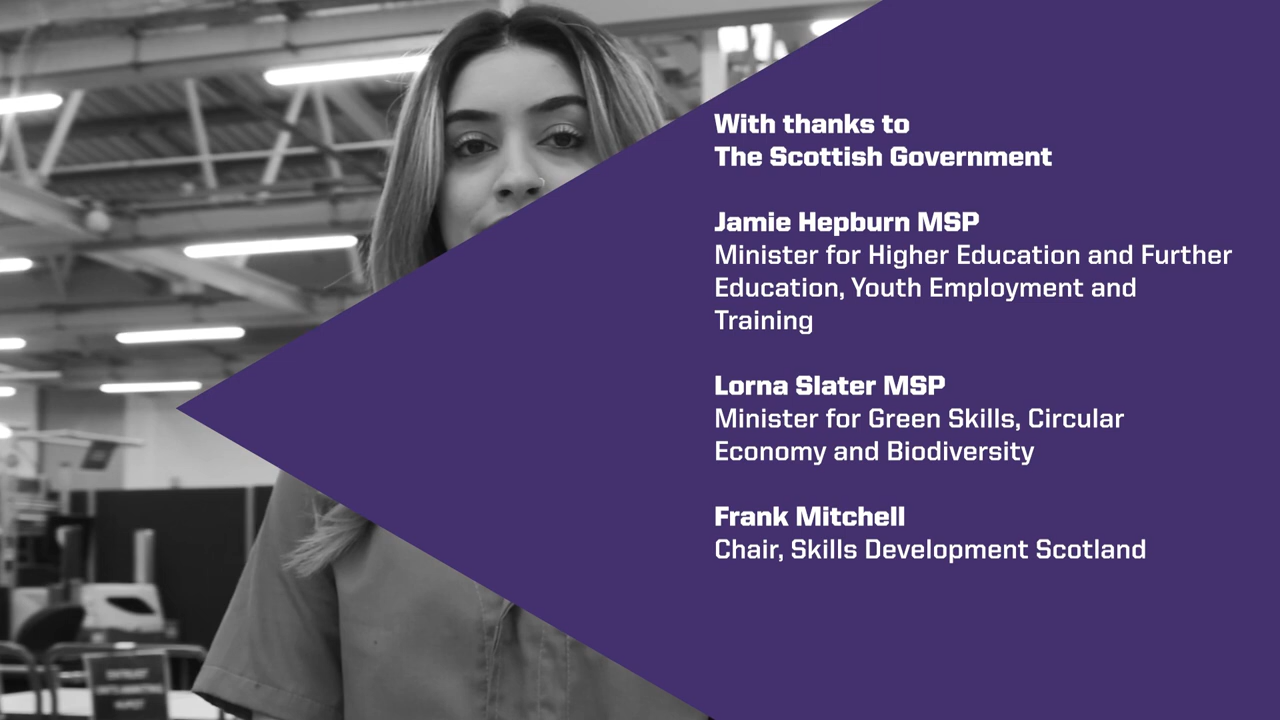 With thanks to
The Scottish Government
Jamie Hepburn MSP
Minister for Higher Education and Further
Education, Youth Employment and
Training
Lorna Slater MSP
Minister for Green Skills, Circular
Economy and Biodiversity
Frank Mitchell
Chair, Skills Development Scotland